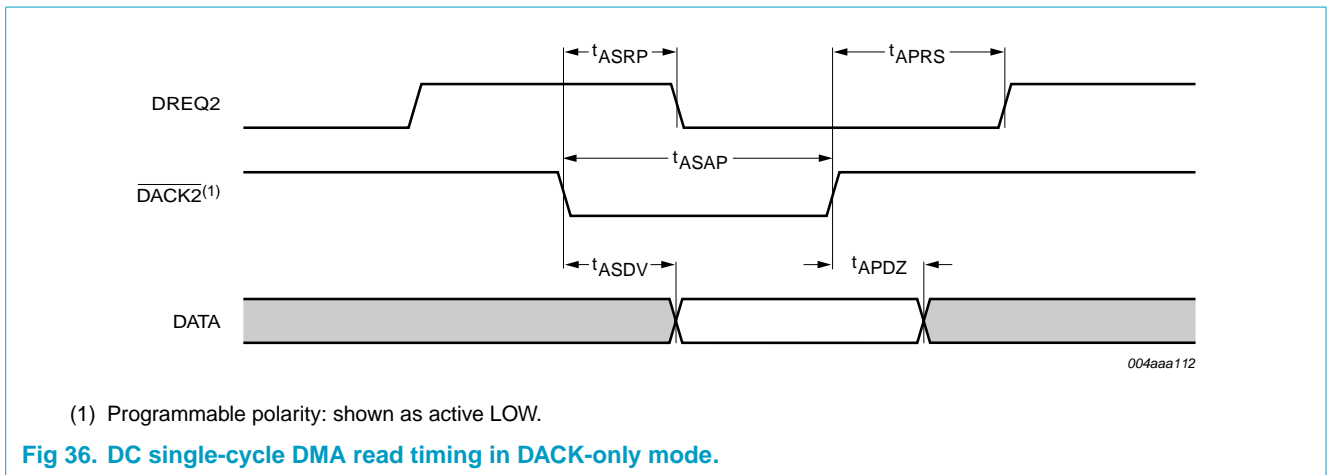 tASRP
tAPRS
DREQ2
tASAP
DACK2(1)
tASDV
tAPDZ
DATA
004aaa112
(1) Programmable polarity: shown as active LOW.
Fig 36. DC single-cycle DMA read timing in DACK-only mode.